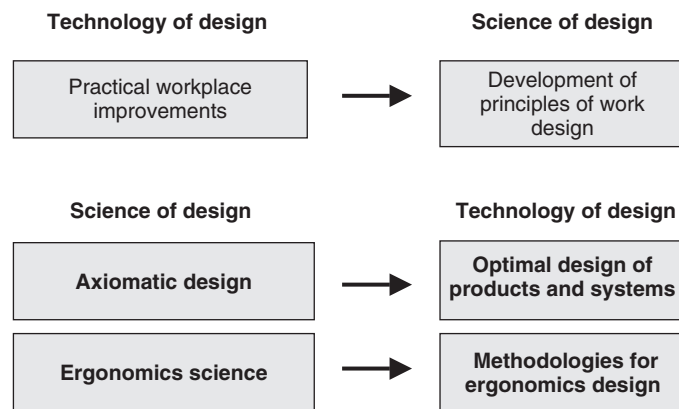 Technology of design
Science of design
Practical workplace
improvements
Development of
principles of work
design
Science of design
Technology of design
Axiomatic design
Optimal design of
products and systems
Ergonomics science
Methodologies for
ergonomics design